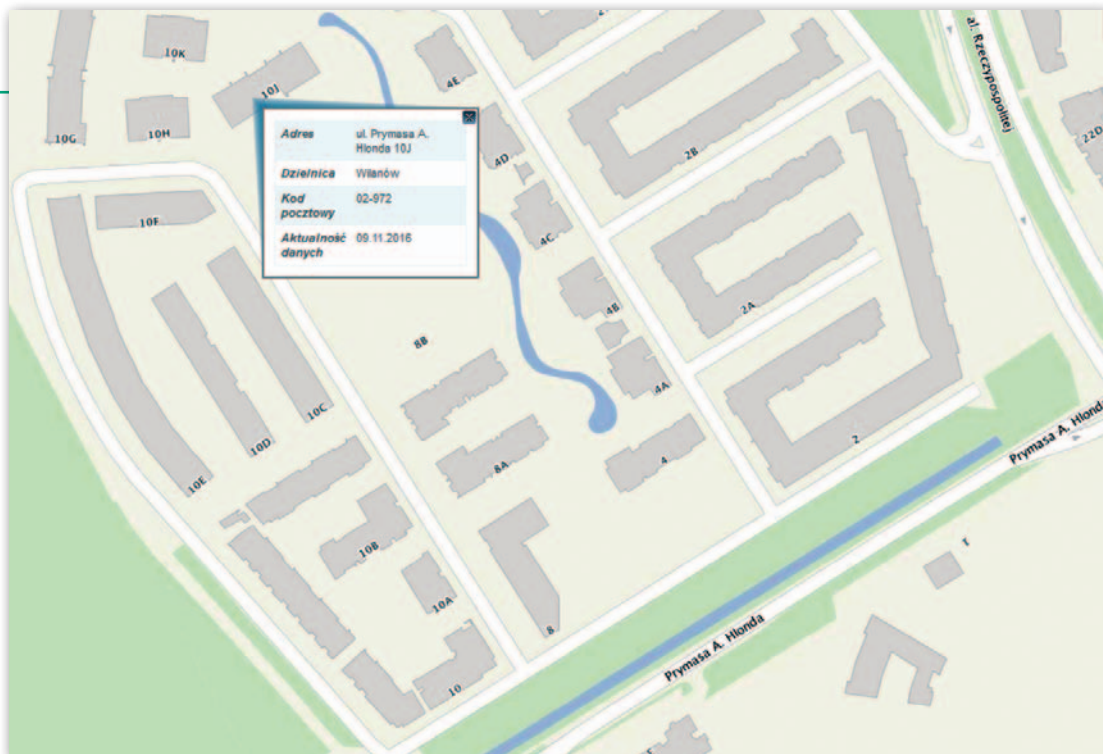 10K
10J
4E
10G
10H
4D
2B
22D
al. Rzeczypospolitej
Adres ul. Prymasa A.
Hlonda 10J
Dzielnica Wilanów
Kod 02-972
pocztowy
Aktualność 09.11.2016
danych
10F
4C
4B
2A
8B
4A
10C
10D
10E
8A
4
2
Prymasa A. Hlonda
10B
10A
8
10
1
Prymasa A. Hlonda